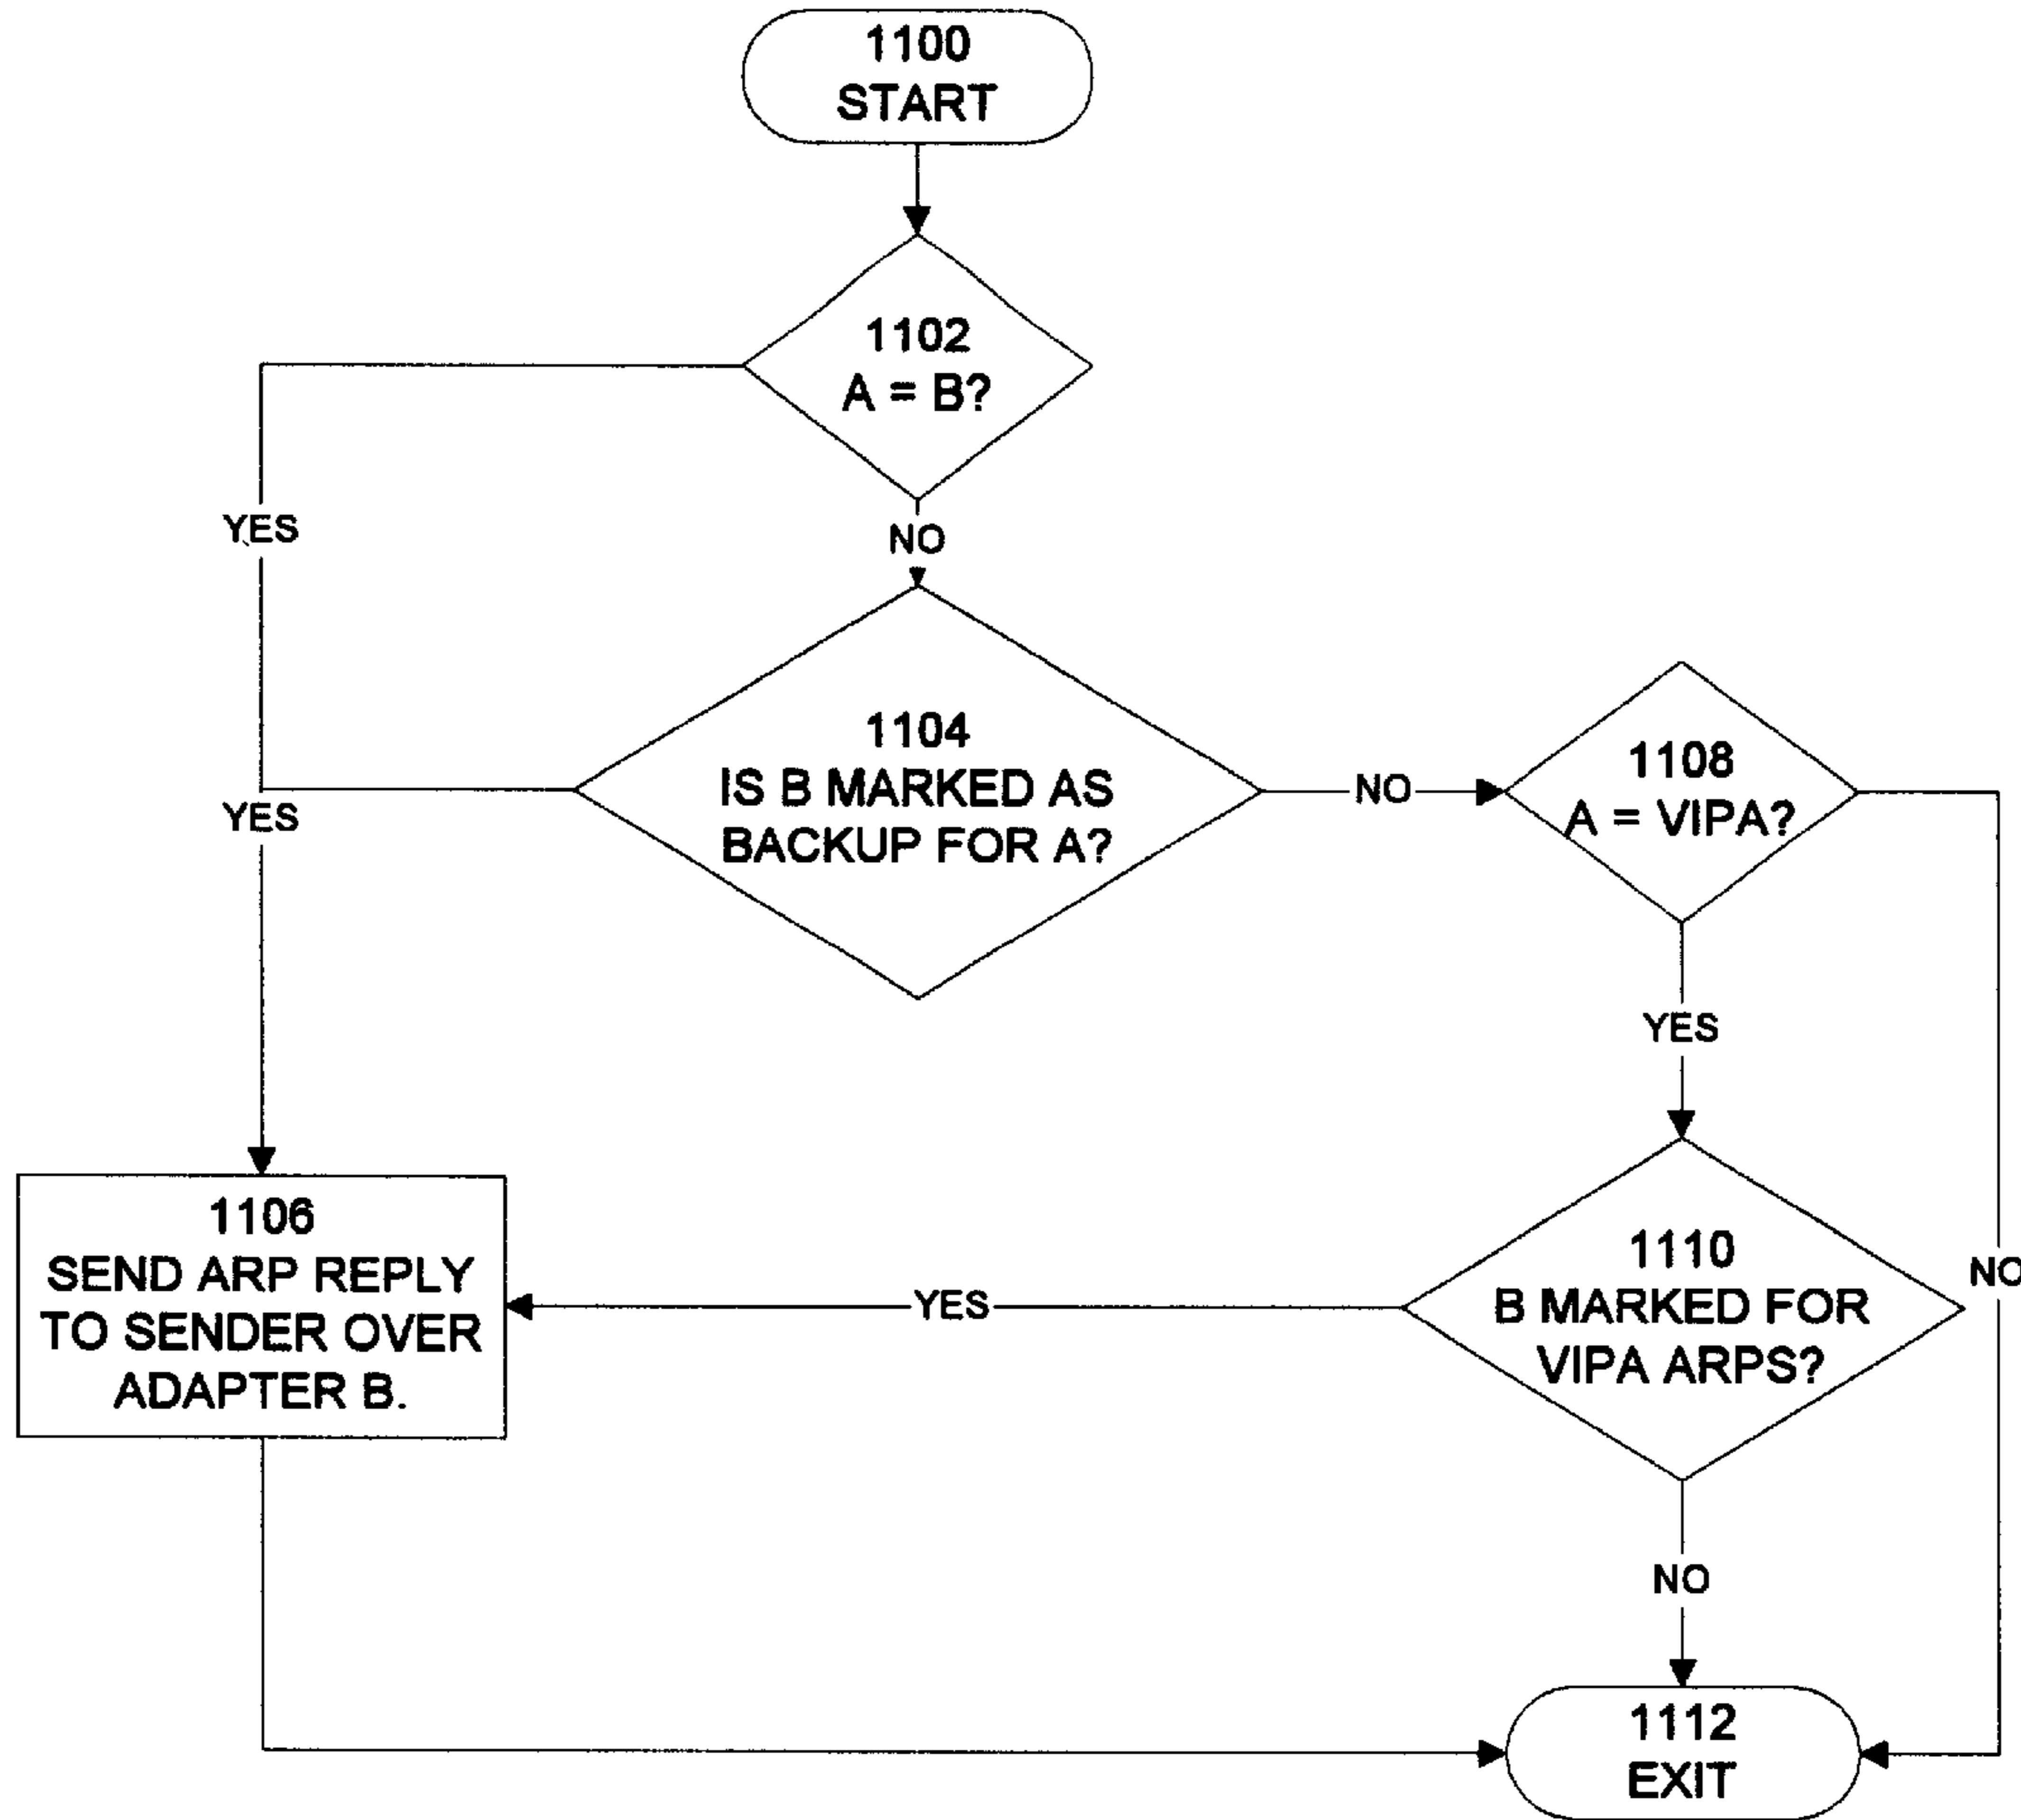 1100
START
1102
A = B?
YES
NO
1104
IS B MARKED AS
BACKUP FOR A?
YES
NO
1108
A = VIPA?
YES
NO
1106
SEND ARP REPLY
TO SENDER OVER
ADAPTER B.
YES
1110
B MARKED FOR
VIPA ARPS?
NO
1112
EXIT